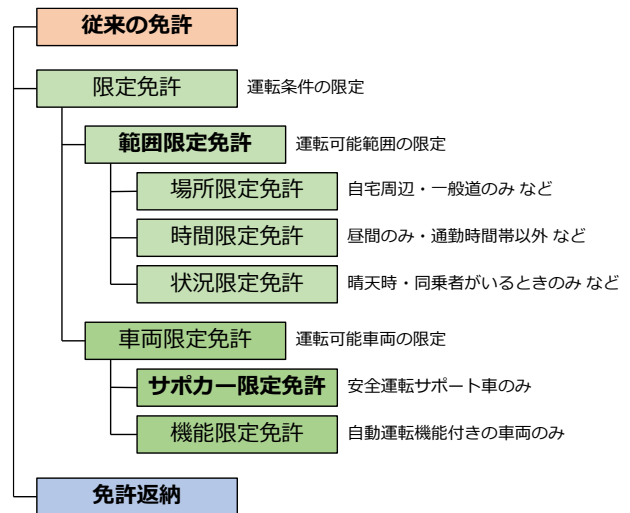 従来の免許
限定免許 運転条件の限定
範囲限定免許 運転可能範囲の限定
場所限定免許 自宅周辺・一般道のみ など
時間限定免許 昼間のみ・通勤時間帯以外 など
状況限定免許 晴天時・同乗者がいるときのみ など
車両限定免許 運転可能車両の限定
サポカー限定免許 安全運転サポート車のみ
機能限定免許 自動運転機能付きの車両のみ
免許返納